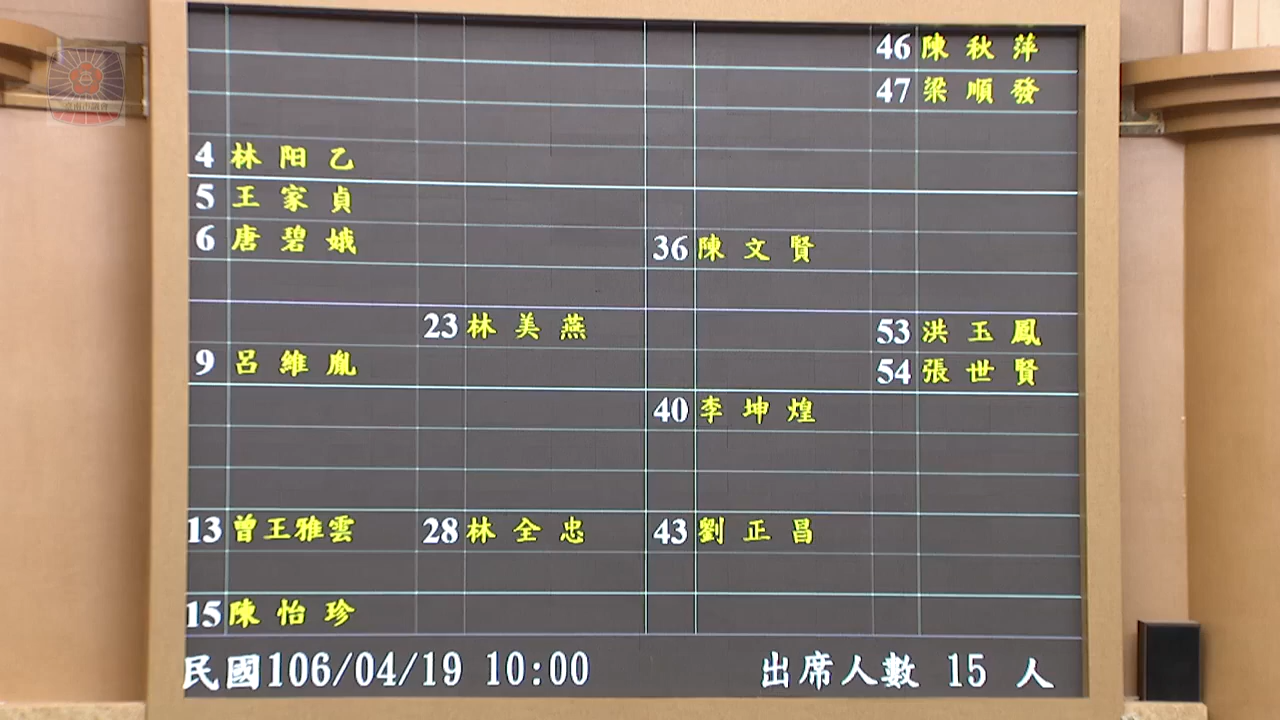 46 陳秋萍
47 梁順發
4 林阳乙
5 王家貞
6 唐碧娥
36 陳文賢
23 林美燕
53 洪玉鳳
9 呂維胤
54 張世賢
40 李坤煌
13 曾王雅雲
28 林全忠
43 劉正昌
15 陳怡珍
民國106/04/19 10:00
出席人數 15 人